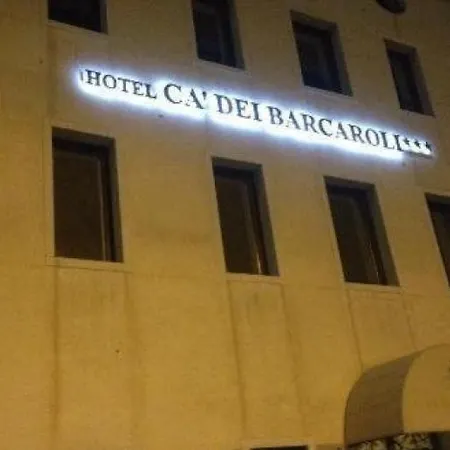 HOTEL CA' DEI BARCAROLI***